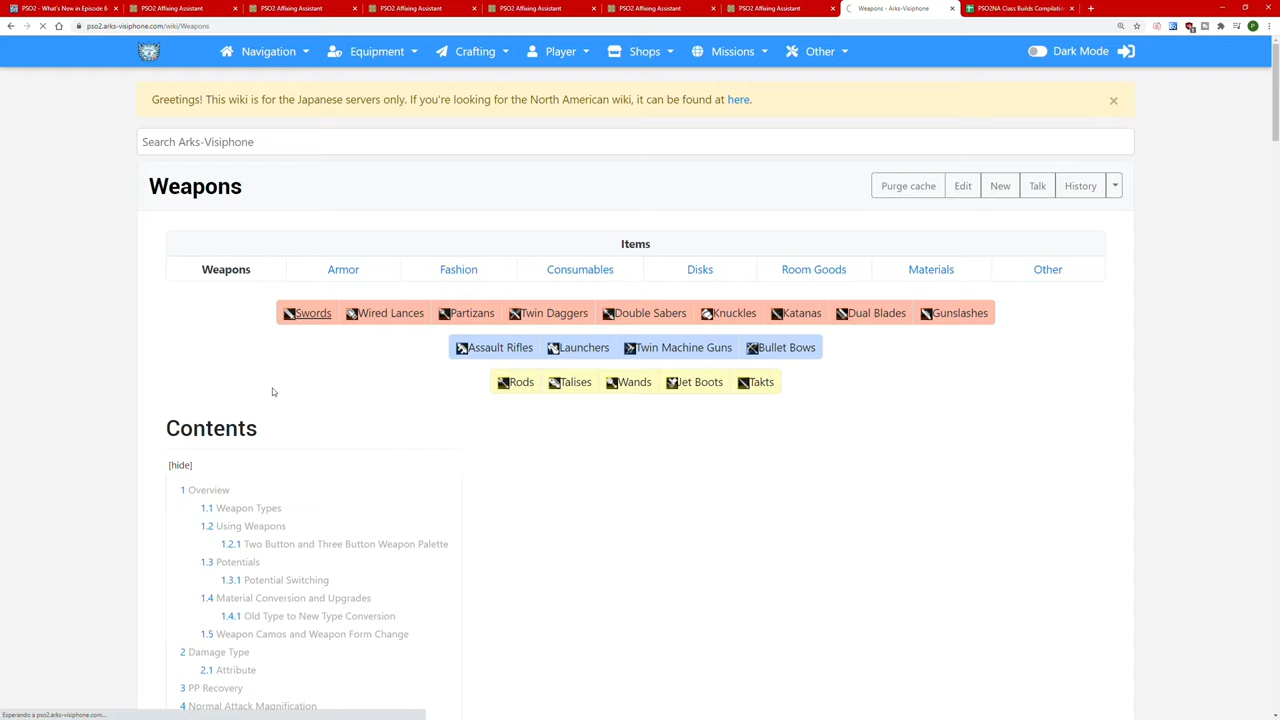 PSO2 - What's New in Episode 6
PSO2 Affixing Assistant
PSO2 Affixing Assistant
PSO2 Affixing Assistant
PSO2 Affixing Assistant
PSO2 Affixing Assistant
PSO2 Affixing Assistant
Weapons - Arks-Visiphone
PSO2NA Class Builds Compilatio
pso2.arks-visiphone.com/wiki/Weapons
Navigation
Equipment
Crafting
Player
Shops
Missions
Other
Dark Mode
Greetings! This wiki is for the Japanese servers only. If you're looking for the North American wiki, it can be found at here.
Search Arks-Visiphone
Weapons
Purge cache
Edit
New
Talk
History
Items
Weapons
Armor
Fashion
Consumables
Disks
Room Goods
Materials
Other
Swords Wired Lances Partizans Twin Daggers Double Sabers Knuckles Katanas Dual Blades Gunslashes
Assault Rifles Launchers Twin Machine Guns Bullet Bows
Rods Talises Wands Jet Boots Takts
Contents
[hide]
1 Overview
1.1 Weapon Types
1.2 Using Weapons
1.2.1 Two Button and Three Button Weapon Palette
1.3 Potentials
1.3.1 Potential Switching
1.4 Material Conversion and Upgrades
1.4.1 Old Type to New Type Conversion
1.5 Weapon Camos and Weapon Form Change
2 Damage Type
2.1 Attribute
3 PP Recovery
4 Normal Attack Magnification
Esperando a pso2.arks-visiphone.com...